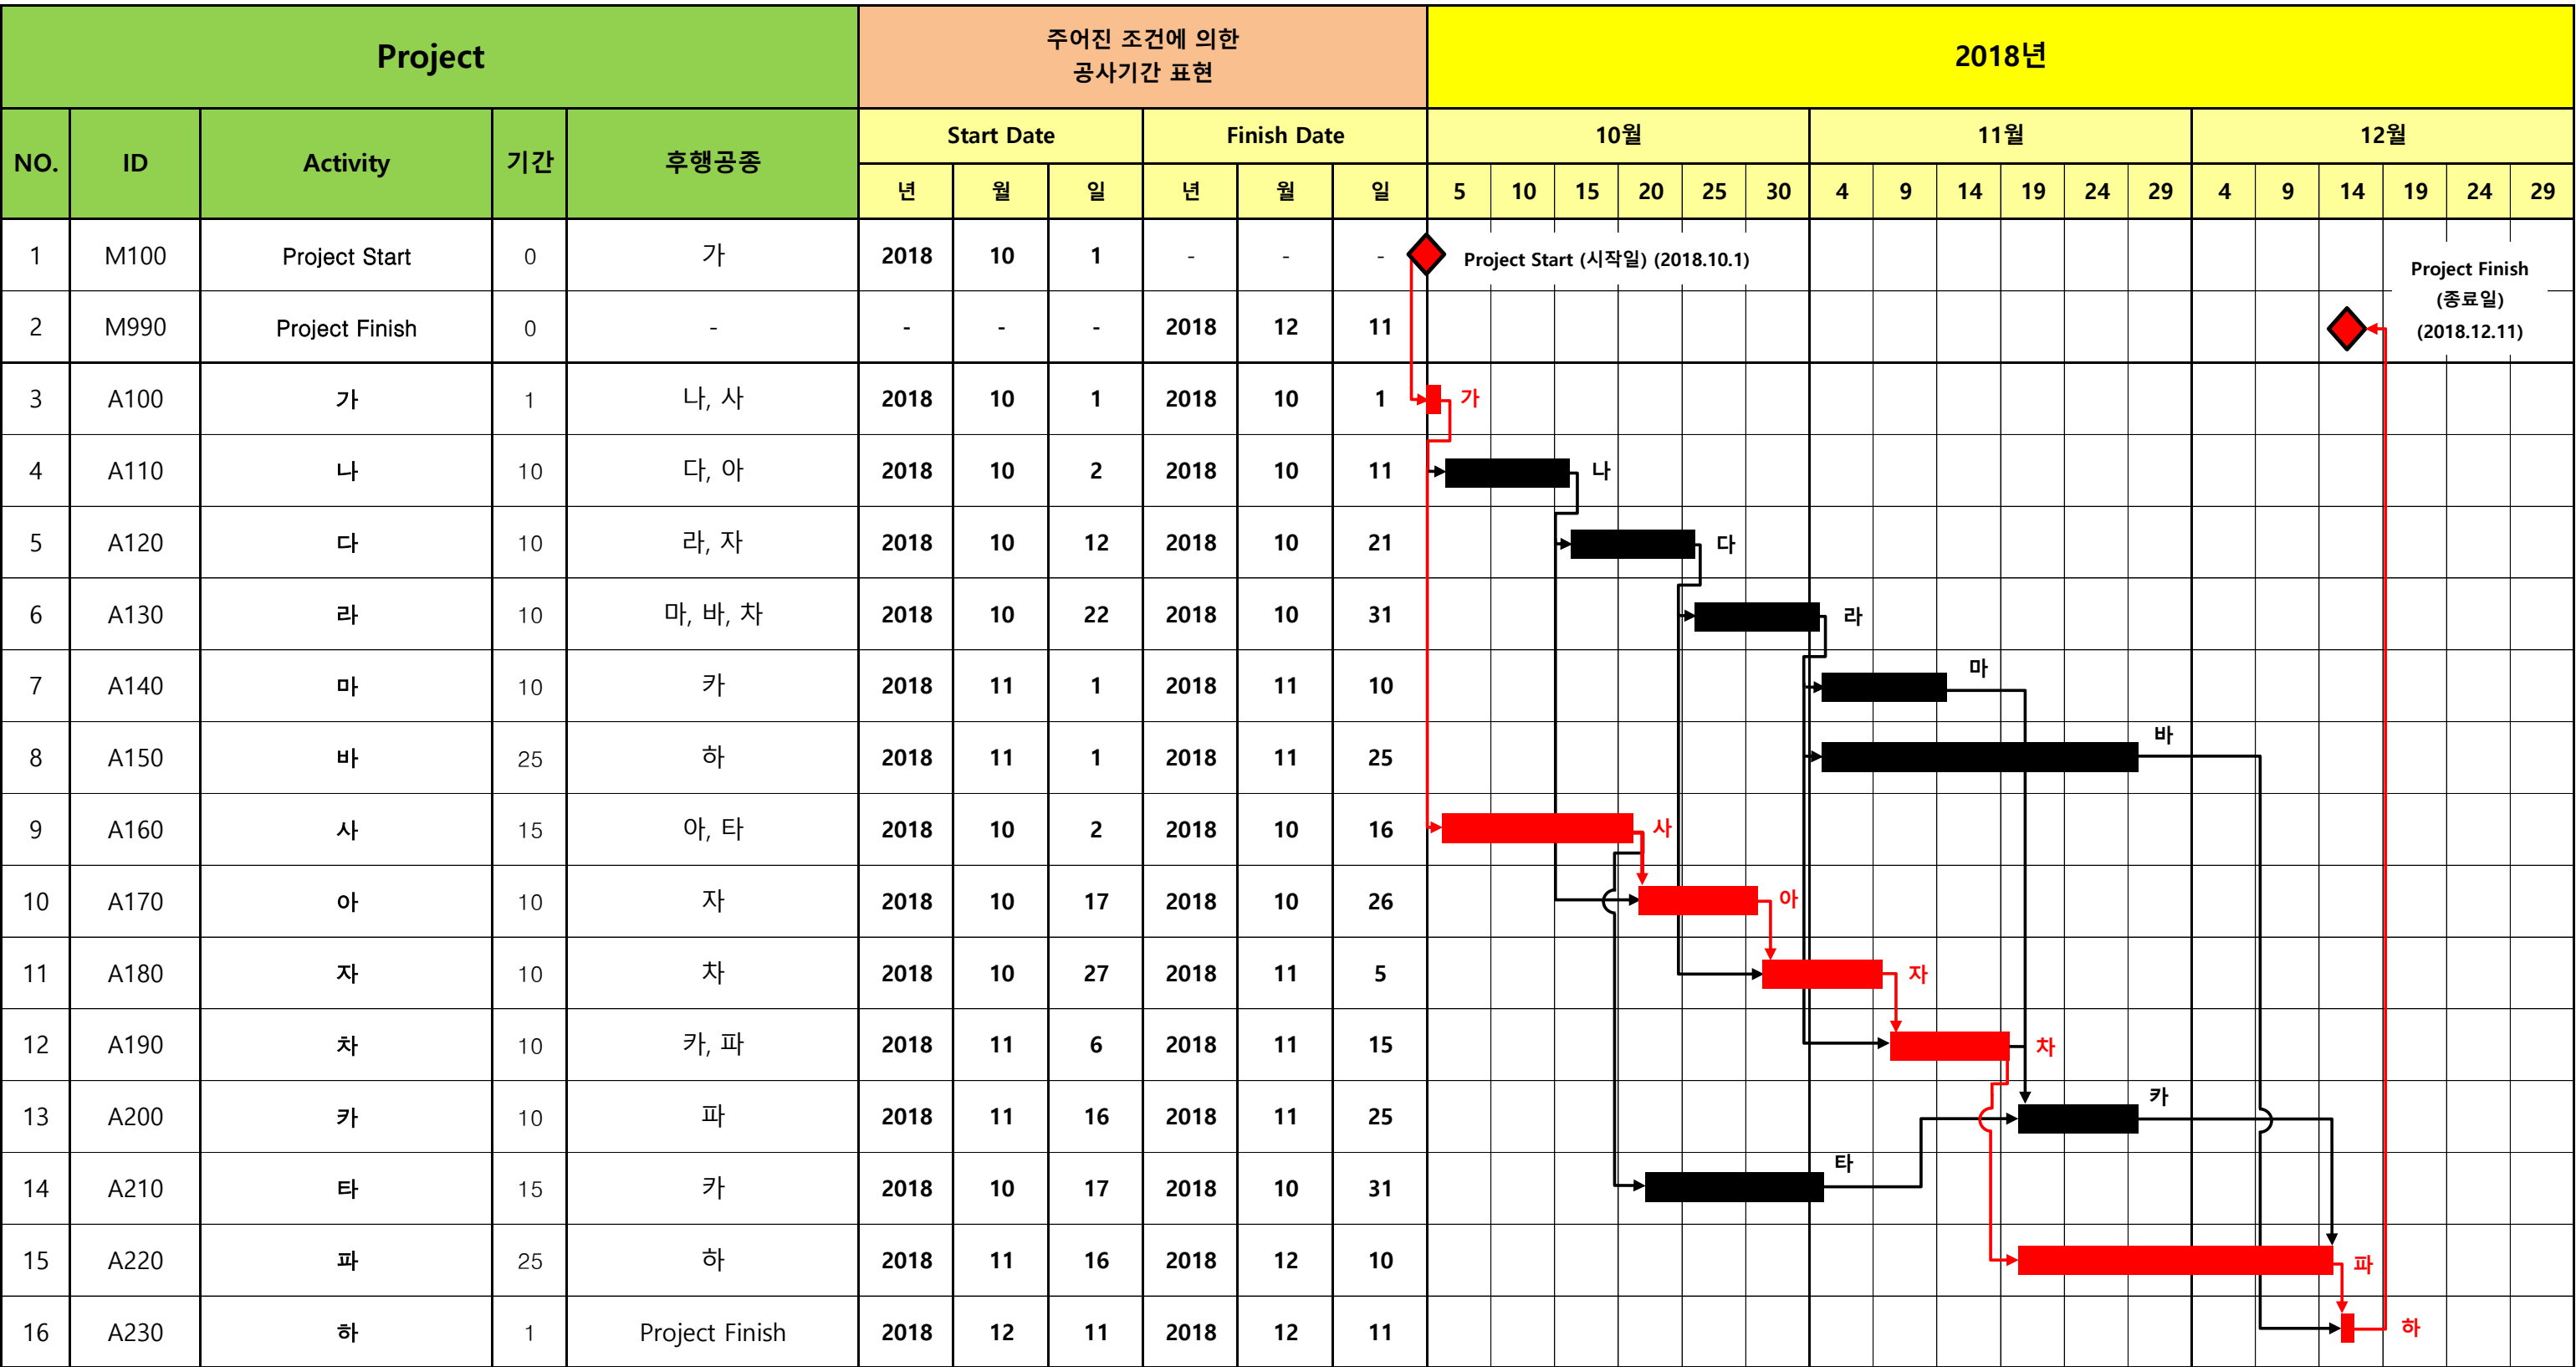 Project
주어진 조건에 의한
공사기간 표현
2018년
NO. ID Activity 기간 후행공종 Start Date Finish Date 10월 11월 12월
년 월 일 년 월 일 5 10 15 20 25 30 4 9 14 19 24 29 4 9 14 19 24 29
1 M100 Project Start 0 가 2018 10 1 - - - Project Start (시작일) (2018.10.1)
2 M990 Project Finish 0 - - - - 2018 12 11
Project Finish
(종료일)
(2018.12.11)
3 A100 가 1 나, 사 2018 10 1 2018 10 1 가
4 A110 나 10 다, 아 2018 10 2 2018 10 11 나
5 A120 다 10 라, 자 2018 10 12 2018 10 21 다
6 A130 라 10 마, 바, 차 2018 10 22 2018 10 31 라
7 A140 마 10 카 2018 11 1 2018 11 10 마
8 A150 바 25 하 2018 11 1 2018 11 25 바
9 A160 사 15 아, 타 2018 10 2 2018 10 16 사
10 A170 아 10 자 2018 10 17 2018 10 26 아
11 A180 자 10 차 2018 10 27 2018 11 5 자
12 A190 차 10 카, 파 2018 11 6 2018 11 15 차
13 A200 카 10 파 2018 11 16 2018 11 25 카
14 A210 타 15 카 2018 10 17 2018 10 31 타
15 A220 파 25 하 2018 11 16 2018 12 10 파
16 A230 하 1 Project Finish 2018 12 11 2018 12 11 하